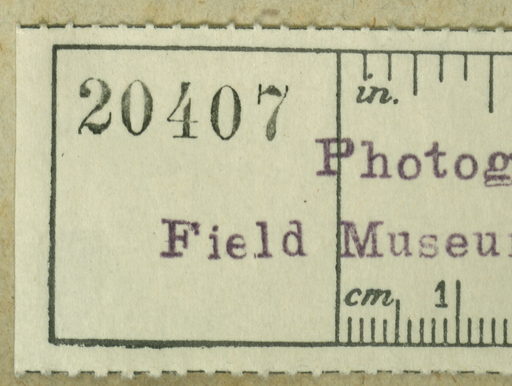 20407
in.
Photog
Field Museu
cm 1